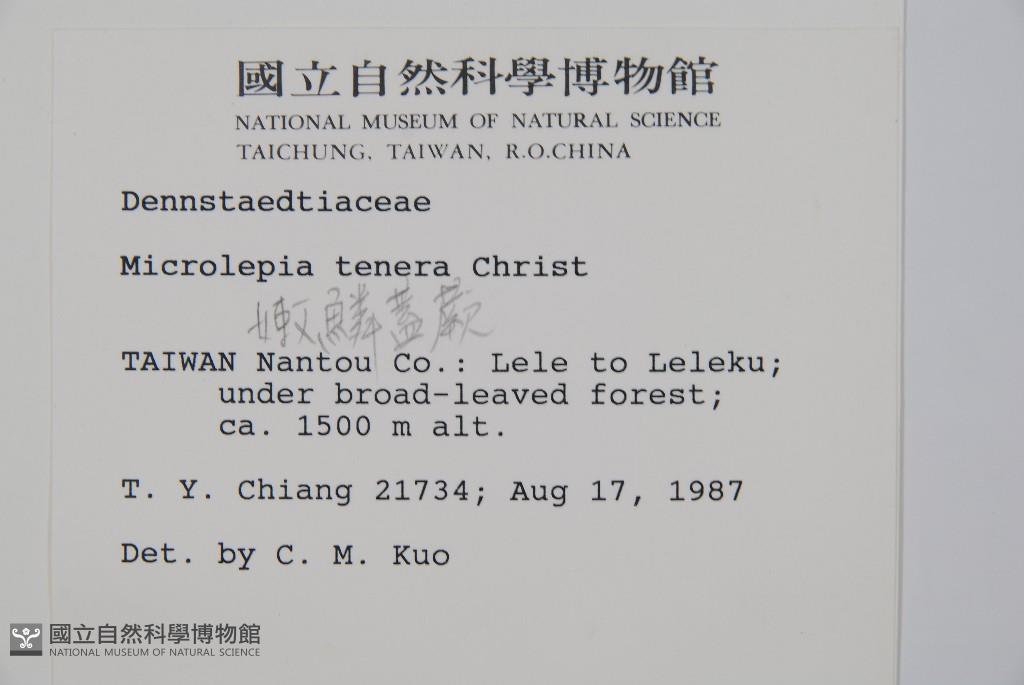 國立自然科學博物館
NATIONAL MUSEUM OF NATURAL SCIENCE
TAICHUNG, TAIWAN, R.O.CHINA
Dennstaedtiaceae
Microlepia tenera Christ
嫩鱗蓋蕨
TAIWAN Nantou Co.: Lele to Leleku;
under broad-leaved forest;
ca. 1500 m alt.
T. Y. Chiang 21734; Aug 17, 1987
Det. by C. M. Kuo
國立自然科學博物館
NATIONAL MUSEUM OF NATURAL SCIENCE